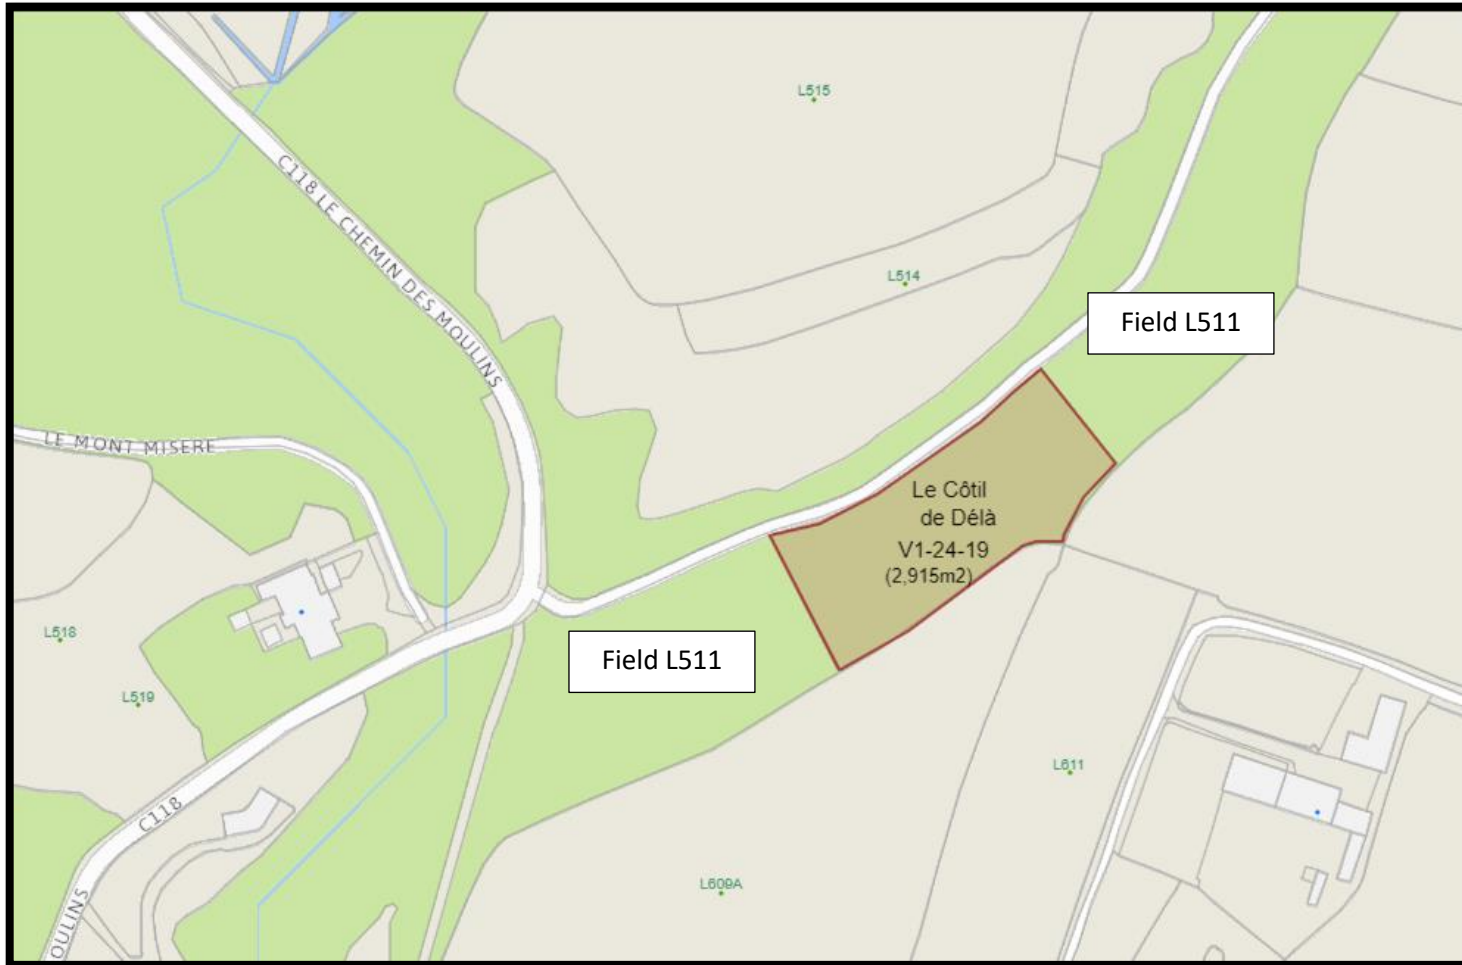 L515
C118 LE CHEMIN DES MOULINS
L514
Field L511
LE MONT MISERE
Le Côtil
de Délà
V1-24-19
(2,915m2)
L518
Field L511
L519
L611
C118
L609A
OULINS